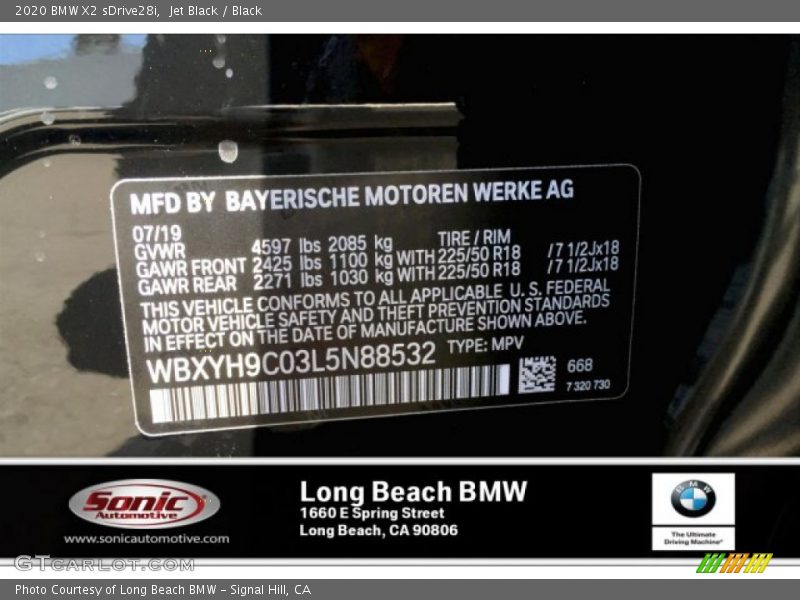 2020 BMW X2 sDrive28i,  Jet Black / Black
MFD BY BAYERISCHE MOTOREN WERKE AG
07/19 TIRE / RIM
GVWR 4597 lbs 2085 kg
GAWR FRONT 2425 lbs 1100 kg WITH 225/50 R18 /7 1/2Jx18
GAWR REAR 2271 lbs 1030 kg WITH 225/50 R18 /7 1/2Jx18
THIS VEHICLE CONFORMS TO ALL APPLICABLE U. S. FEDERAL
MOTOR VEHICLE SAFETY AND THEFT PREVENTION STANDARDS
IN EFFECT ON THE DATE OF MANUFACTURE SHOWN ABOVE.
WBXYH9C03L5N88532 TYPE: MPV
668
7 320 730
Sonic
Automotive
www.sonicautomotive.com
Long Beach BMW
1660 E Spring Street
Long Beach, CA 90806
BMW
The Ultimate
Driving Machine®
GTcarlot.com
Photo Courtesy of Long Beach BMW - Signal Hill, CA